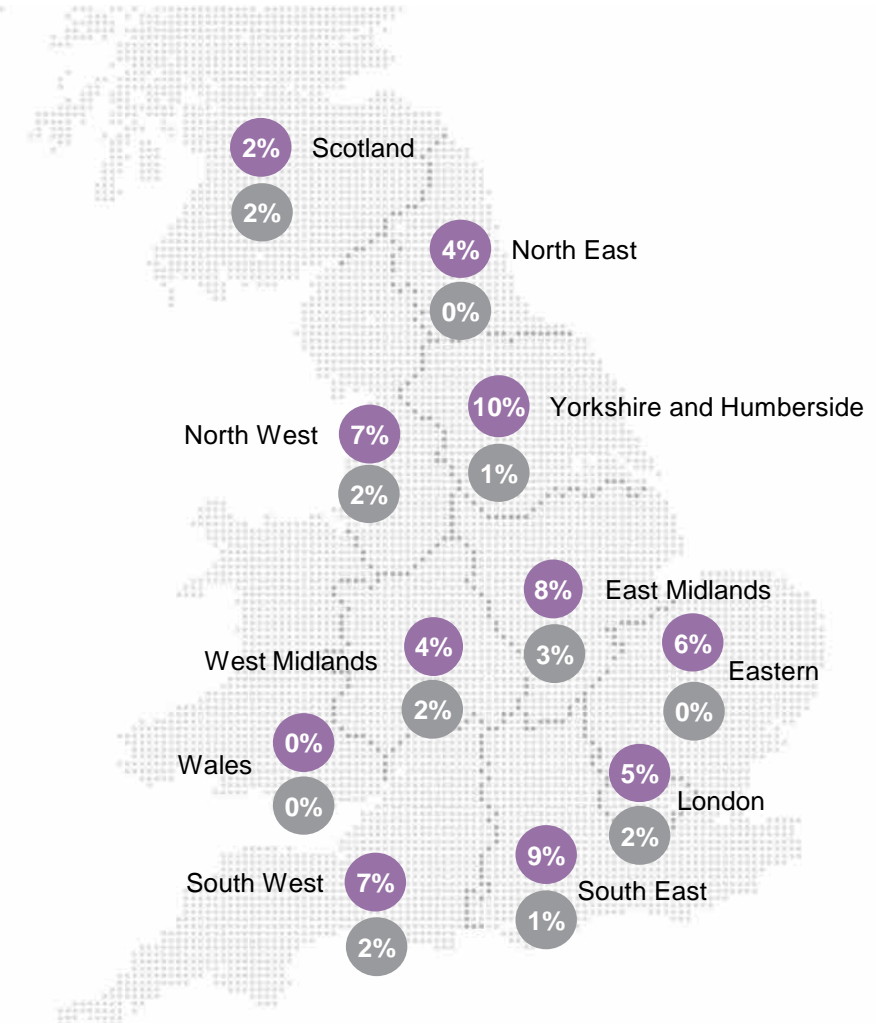 2% Scotland
2%
4% North East
0%
10% Yorkshire and Humberside
North West 7%
1%
2%
8% East Midlands
6%
West Midlands 4%
3%
Eastern
2%
0%
0%
Wales
5%
London
0%
2%
9%
South West 7%
South East
1%
2%